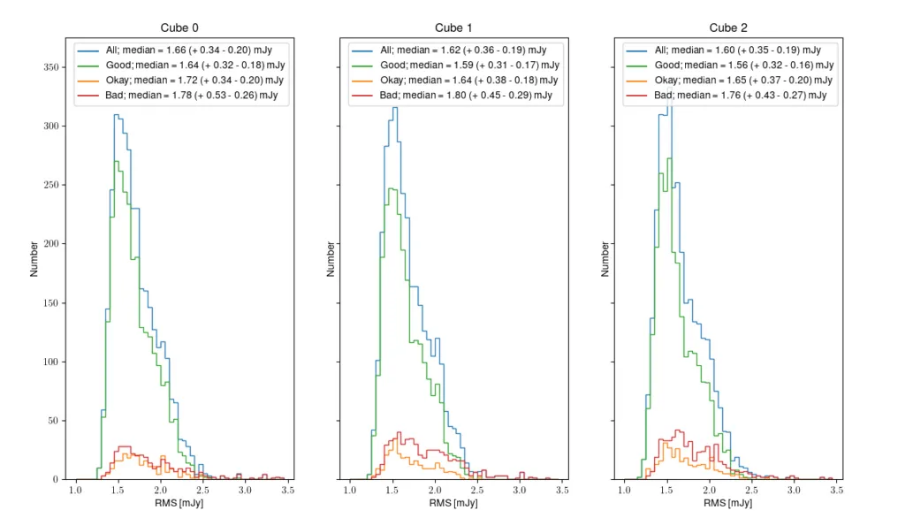 Cube 0
All; median = 1.66 (+ 0.34 - 0.20) mJy
Good; median = 1.64 (+ 0.32 - 0.18) mJy
Okay; median = 1.72 (+ 0.34 - 0.20) mJy
Bad; median = 1.78 (+ 0.53 - 0.26) mJy
350
300
250
200
150
100
50
0
Number
1.0 1.5 2.0 2.5 3.0 3.5
RMS [mJy]
Cube 1
All; median = 1.62 (+ 0.36 - 0.19) mJy
Good; median = 1.59 (+ 0.31 - 0.17) mJy
Okay; median = 1.64 (+ 0.38 - 0.18) mJy
Bad; median = 1.80 (+ 0.45 - 0.29) mJy
Number
1.0 1.5 2.0 2.5 3.0 3.5
RMS [mJy]
Cube 2
All; median = 1.60 (+ 0.35 - 0.19) mJy
Good; median = 1.56 (+ 0.32 - 0.16) mJy
Okay; median = 1.65 (+ 0.37 - 0.20) mJy
Bad; median = 1.76 (+ 0.43 - 0.27) mJy
Number
1.0 1.5 2.0 2.5 3.0 3.5
RMS [mJy]